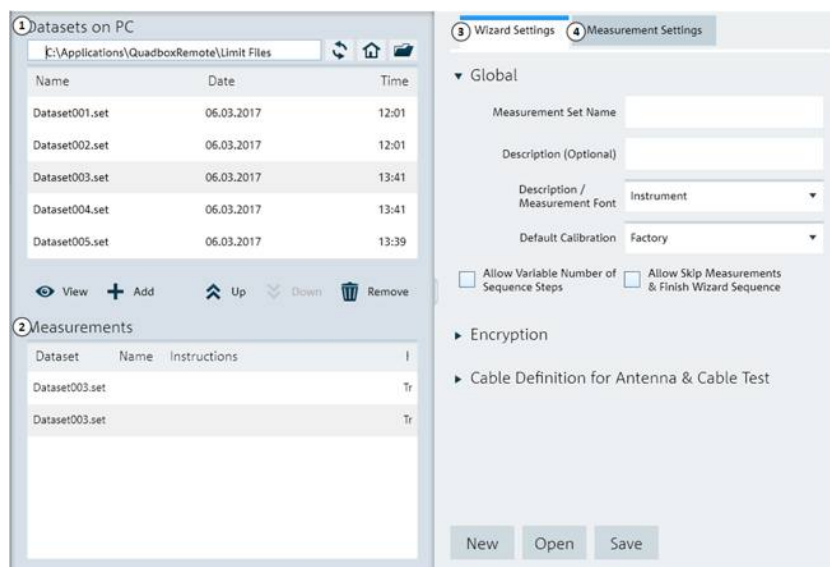 1 Datasets on PC
C:\Applications\QuadboxRemote\Limit Files
Name Date Time
Dataset001.set 06.03.2017 12:01
Dataset002.set 06.03.2017 12:01
Dataset003.set 06.03.2017 13:41
Dataset004.set 06.03.2017 13:41
Dataset005.set 06.03.2017 13:39
View Add Up Down Remove
2 Measurements
Dataset Name Instructions
Dataset003.set Tr
Dataset003.set Tr
3 Wizard Settings 4 Measurement Settings
Global
Measurement Set Name
Description (Optional)
Description /
Measurement Font Instrument
Default Calibration Factory
Allow Variable Number of
Sequence Steps
Allow Skip Measurements
& Finish Wizard Sequence
Encryption
Cable Definition for Antenna & Cable Test
New Open Save